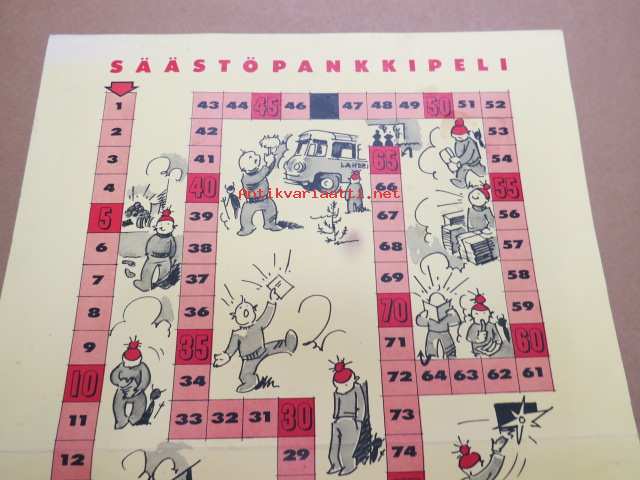 SÄÄSTÖPANKKIPELI
1 43 44 45 46 47 48 49 50 51 52
2 42 53
3 41 65 54
4 40 66 55
5 39 67 56
6 38 68 57
7 37 69 58
8 36 70 59
9 35 71 60
10 34 72 64 63 62 61
11 33 32 31 30 73
12 29 74
Antikvariaatti.net